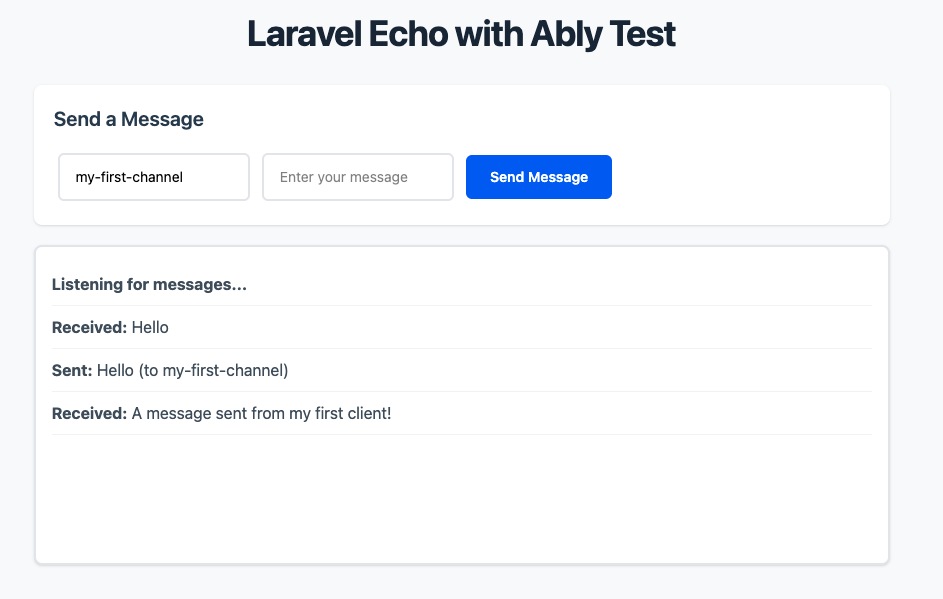 Laravel Echo with Ably Test
Send a Message
my-first-channel
Enter your message
Send Message
Listening for messages...
Received: Hello
Sent: Hello (to my-first-channel)
Received: A message sent from my first client!